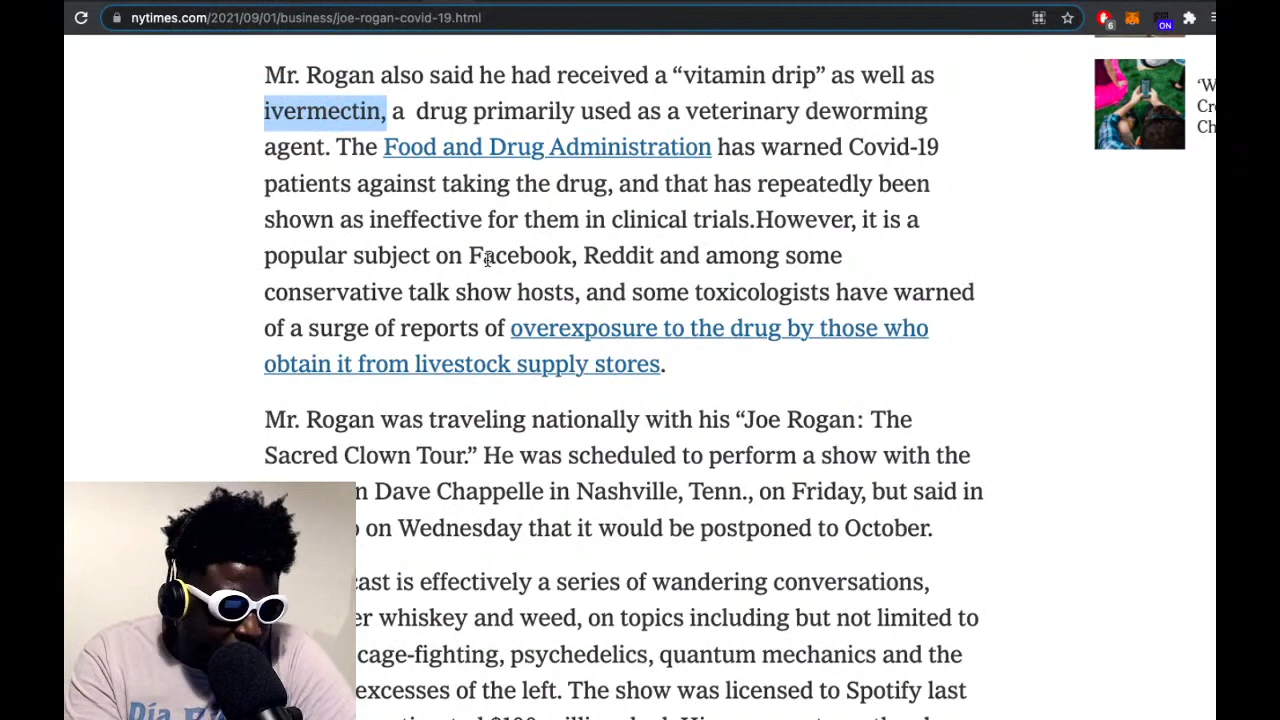 nytimes.com/2021/09/01/business/joe-rogan-covid-19.html
6
ON
Mr. Rogan also said he had received a “vitamin drip” as well as
ivermectin, a drug primarily used as a veterinary deworming
agent. The Food and Drug Administration has warned Covid-19
patients against taking the drug, and that has repeatedly been
shown as ineffective for them in clinical trials.However, it is a
popular subject on Facebook, Reddit and among some
conservative talk show hosts, and some toxicologists have warned
of a surge of reports of overexposure to the drug by those who
obtain it from livestock supply stores.
‘W
Cr
Ch
Mr. Rogan was traveling nationally with his “Joe Rogan: The
Sacred Clown Tour.” He was scheduled to perform a show with the
n Dave Chappelle in Nashville, Tenn., on Friday, but said in
on Wednesday that it would be postponed to October.
cast is effectively a series of wandering conversations,
er whiskey and weed, on topics including but not limited to
cage-fighting, psychedelics, quantum mechanics and the
excesses of the left. The show was licensed to Spotify last
Día